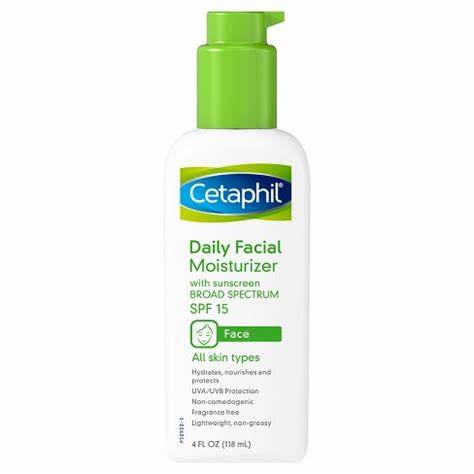 Cetaphil®
Daily Facial
Moisturizer
with sunscreen
BROAD SPECTRUM
SPF 15
Face
All skin types
Hydrates, nourishes and
protects
UVA/UVB Protection
Non-comedogenic
Fragrance free
Lightweight, non-greasy
4 FL OZ (118 mL)